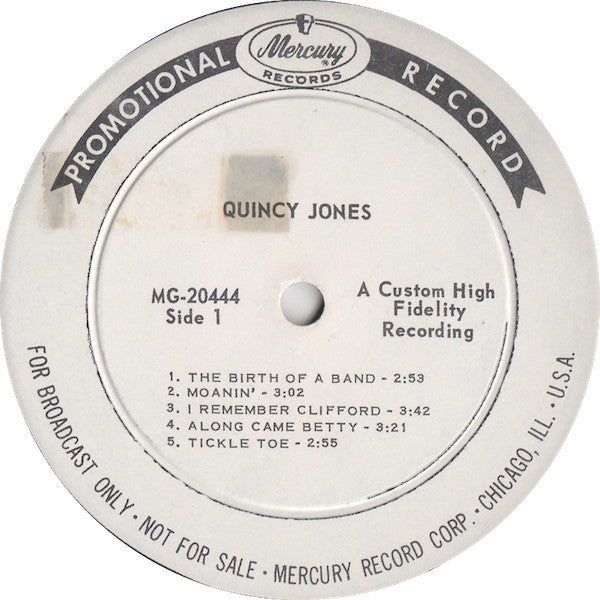 PROMOTIONAL RECORD
Mercury
®
RECORDS
QUINCY JONES
MG-20444
Side 1
A Custom High
Fidelity
Recording
1. THE BIRTH OF A BAND - 2:53
2. MOANIN' - 3:02
3. I REMEMBER CLIFFORD - 3:42
4. ALONG CAME BETTY - 3:21
5. TICKLE TOE - 2:55
FOR BROADCAST ONLY • NOT FOR SALE • MERCURY RECORD CORP. • CHICAGO, ILL. • U.S.A.